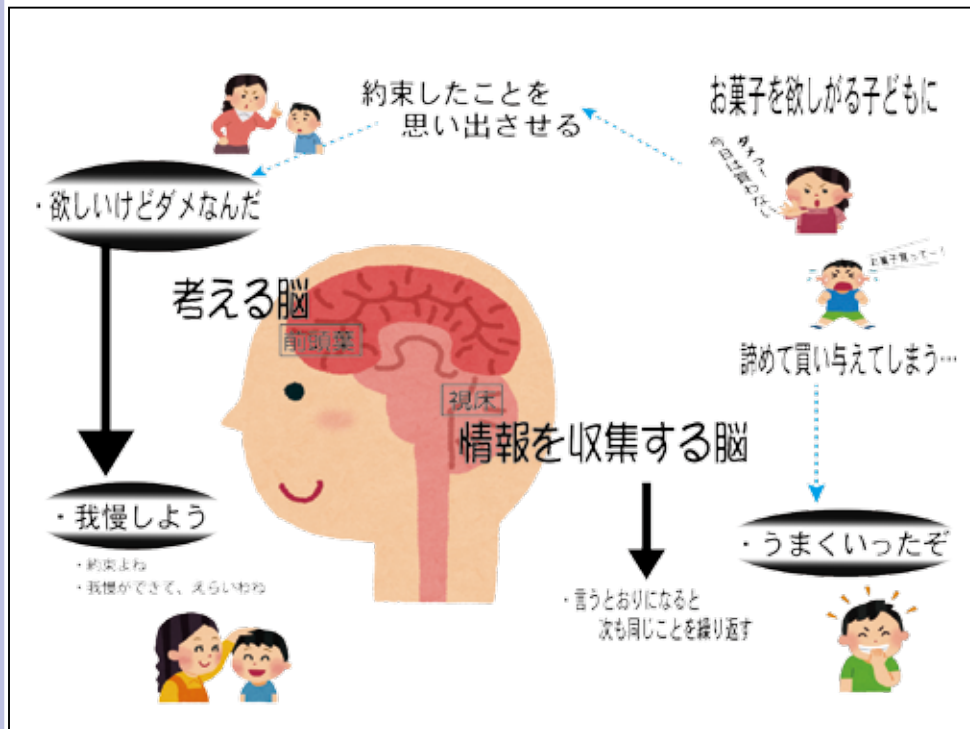 お菓子を欲しがる子どもに
ダメッ!
今日は買わない
お菓子買ってー!
諦めて買い与えてしまう…
・うまくいったぞ
約束したことを
思い出させる
・欲しいけどダメなんだ
考える脳
前頭葉
視床
情報を収集する脳
・我慢しよう
・約束よね
・我慢ができて、えらいわね
・言うとおりになると
次も同じことを繰り返す